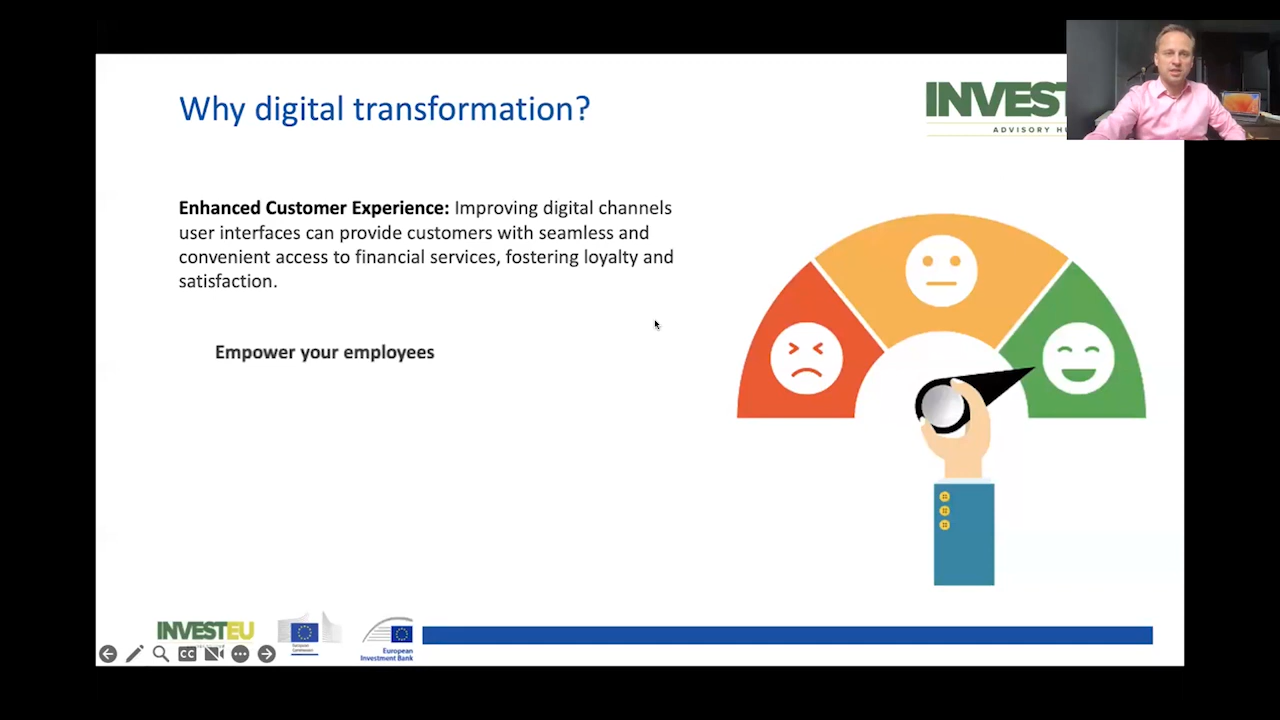 Why digital transformation?
INVEST
ADVISORY
Enhanced Customer Experience: Improving digital channels
user interfaces can provide customers with seamless and
convenient access to financial services, fostering loyalty and
satisfaction.
Empower your employees
INVESTEU
European
Commission
European
Investment Bank
CC